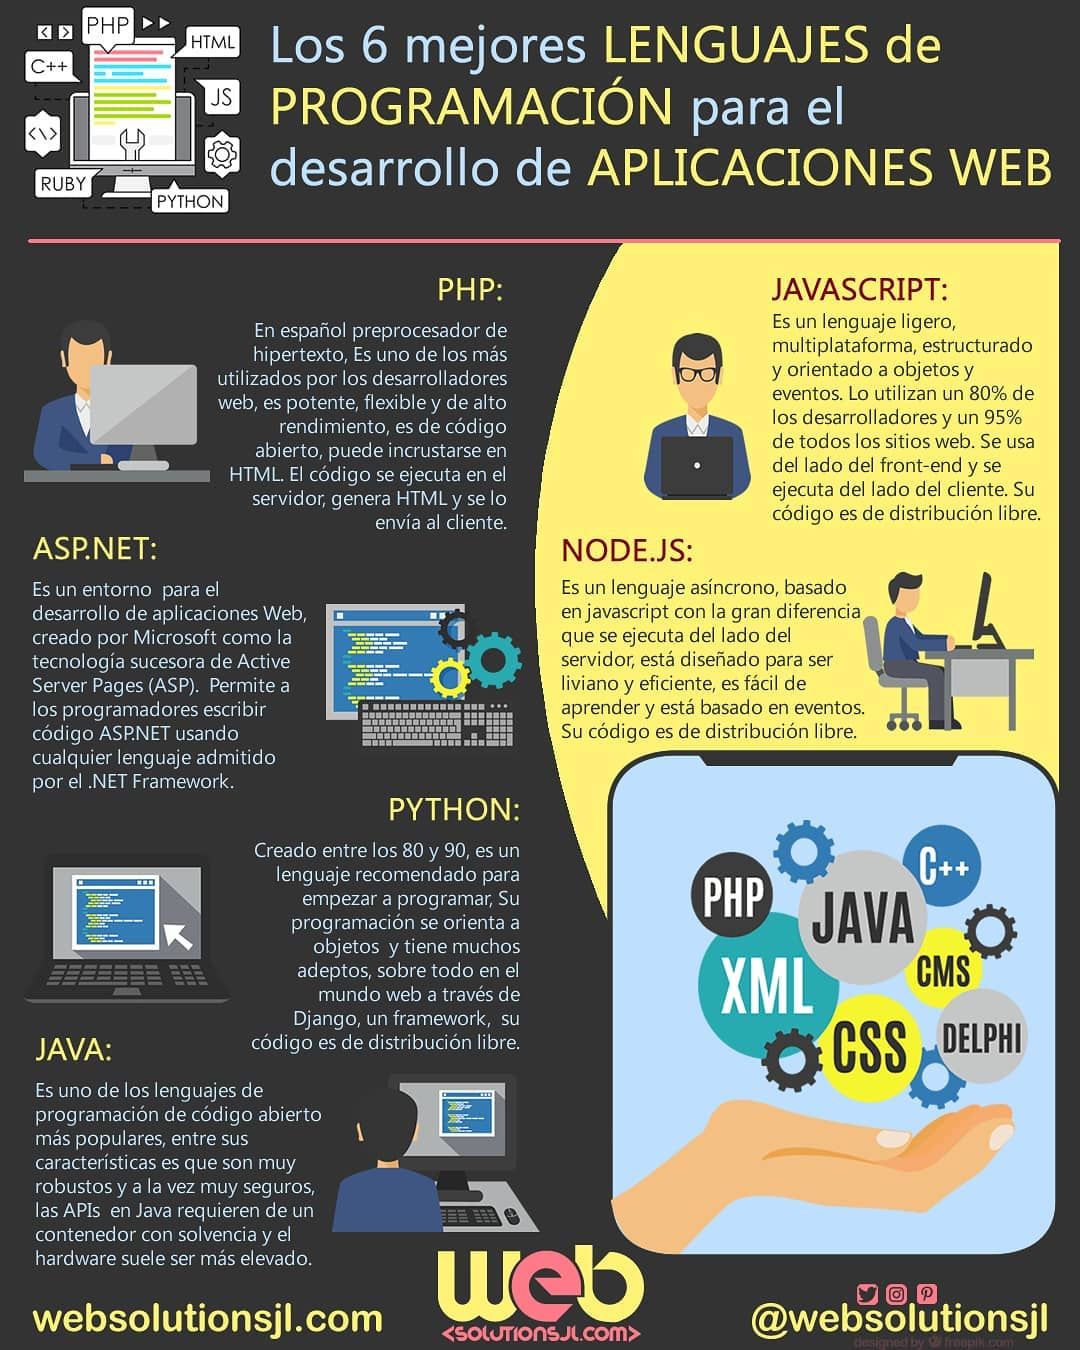 PHP
HTML
C++
JS
<\>
RUBY
PYTHON
Los 6 mejores LENGUAJES de
PROGRAMACIÓN para el
desarrollo de APLICACIONES WEB
PHP:
En español preprocesador de
hipertexto, Es uno de los más
utilizados por los desarrolladores
web, es potente, flexible y de alto
rendimiento, es de código
abierto, puede incrustarse en
HTML. El código se ejecuta en el
servidor, genera HTML y se lo
envía al cliente.
JAVASCRIPT:
Es un lenguaje ligero,
multiplataforma, estructurado
y orientado a objetos y
eventos. Lo utilizan un 80% de
los desarrolladores y un 95%
de todos los sitios web. Se usa
del lado del front-end y se
ejecuta del lado del cliente. Su
código es de distribución libre.
ASP.NET:
Es un entorno para el
desarrollo de aplicaciones Web,
creado por Microsoft como la
tecnología sucesora de Active
Server Pages (ASP). Permite a
los programadores escribir
código ASP.NET usando
cualquier lenguaje admitido
por el .NET Framework.
NODE.JS:
Es un lenguaje asíncrono, basado
en javascript con la gran diferencia
que se ejecuta del lado del
servidor, está diseñado para ser
liviano y eficiente, es fácil de
aprender y está basado en eventos.
Su código es de distribución libre.
PYTHON:
Creado entre los 80 y 90, es un
lenguaje recomendado para
empezar a programar, Su
programación se orienta a
objetos y tiene muchos
adeptos, sobre todo en el
mundo web a través de
Django, un framework, su
código es de distribución libre.
JAVA:
Es uno de los lenguajes de
programación de código abierto
más populares, entre sus
características es que son muy
robustos y a la vez muy seguros,
las APIs en Java requieren de un
contenedor con solvencia y el
hardware suele ser más elevado.
PHP
JAVA
C++
XML
CMS
CSS
DELPHI
websolutionsjl.com
web
<SOLUTIONSJL.COM>
@websolutionsjl
designed by freepik.com